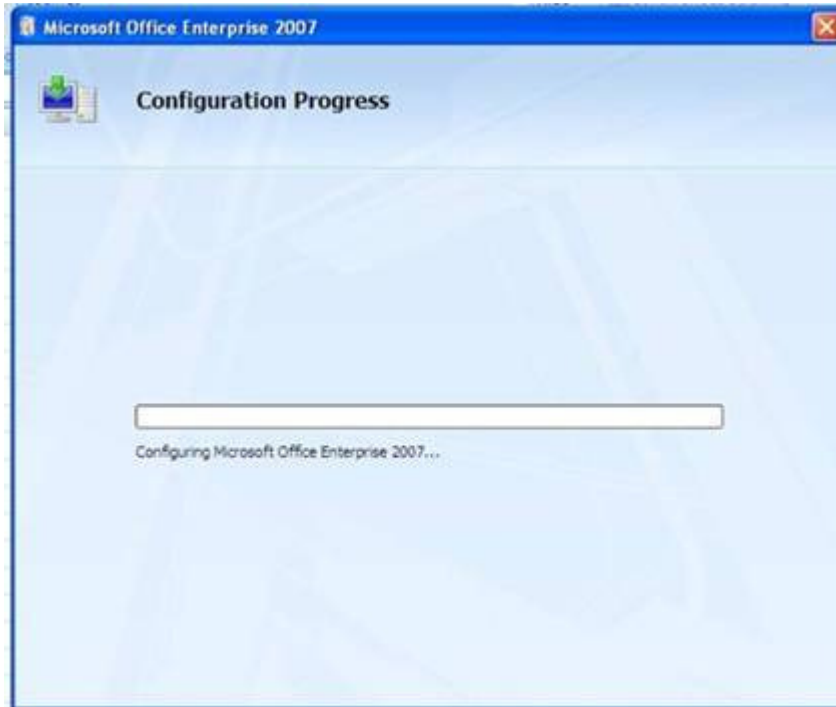 Microsoft Office Enterprise 2007
Configuration Progress
Configuring Microsoft Office Enterprise 2007...